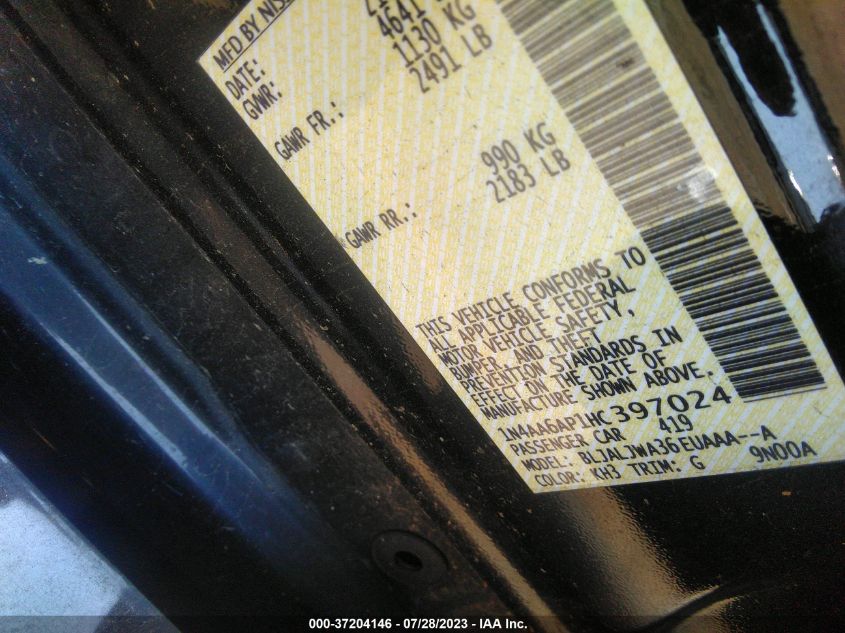 MFD BY NISS
DATE:
GVWR: 4641
GAWR FR.: 1130 KG
2491 LB
GAWR RR.: 990 KG
2183 LB
THIS VEHICLE CONFORMS TO
ALL APPLICABLE FEDERAL
MOTOR VEHICLE SAFETY,
BUMPER, AND THEFT
PREVENTION STANDARDS IN
EFFECT ON THE DATE OF
MANUFACTURE SHOWN ABOVE.
1N4AA6AP1HC397024
PASSENGER CAR 419
MODEL: BLJALJWA36EUAAA--A
COLOR: KH3 TRIM: G 9N00A
000-37204146 - 07/28/2023 - IAA Inc.